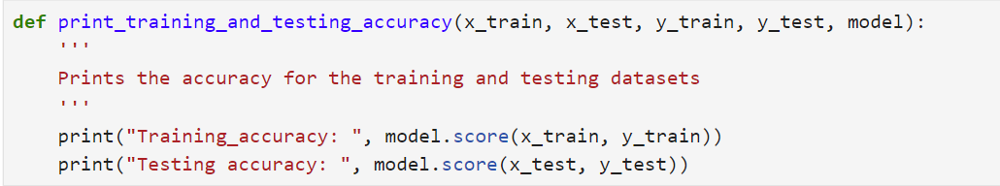 def print_training_and_testing_accuracy(x_train, x_test, y_train, y_test, model):
    '''
    Prints the accuracy for the training and testing datasets
    '''
    print("Training_accuracy: ", model.score(x_train, y_train))
    print("Testing accuracy: ", model.score(x_test, y_test))